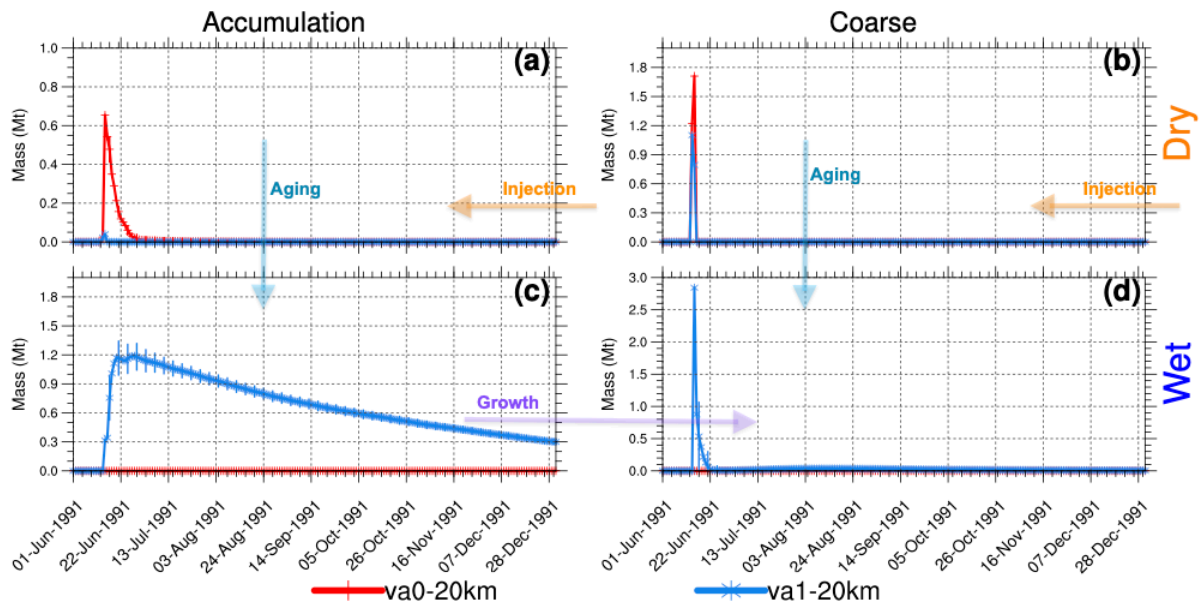 Accumulation Coarse
(a) (b)
Mass (Mt)
1.0
0.8
0.6
0.4
0.2
0.0
Aging
Injection
Mass (Mt)
1.8
1.5
1.2
0.9
0.6
0.3
0.0
Aging
Injection
Dry
(c) (d)
Mass (Mt)
1.8
1.5
1.2
0.9
0.6
0.3
0.0
Growth
Mass (Mt)
3.0
2.5
2.0
1.5
1.0
0.5
0.0
Wet
01-Jun-1991 22-Jun-1991 13-Jul-1991 03-Aug-1991 24-Aug-1991 14-Sep-1991 05-Oct-1991 26-Oct-1991 16-Nov-1991 07-Dec-1991 28-Dec-1991
01-Jun-1991 22-Jun-1991 13-Jul-1991 03-Aug-1991 24-Aug-1991 14-Sep-1991 05-Oct-1991 26-Oct-1991 16-Nov-1991 07-Dec-1991 28-Dec-1991
va0-20km va1-20km